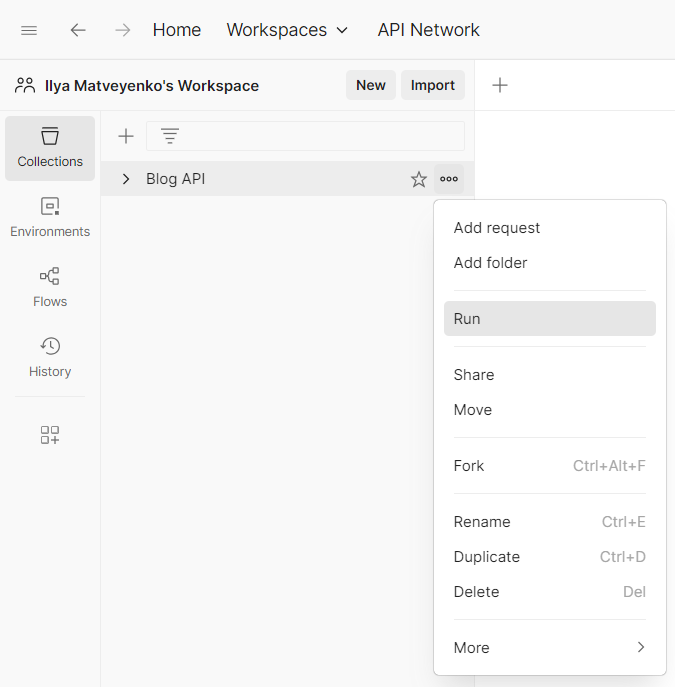 Home Workspaces API Network
Ilya Matveyenko's Workspace New Import
Collections
Blog API
Environments
Flows
History
Add request
Add folder
Run
Share
Move
Fork Ctrl+Alt+F
Rename Ctrl+E
Duplicate Ctrl+D
Delete Del
More